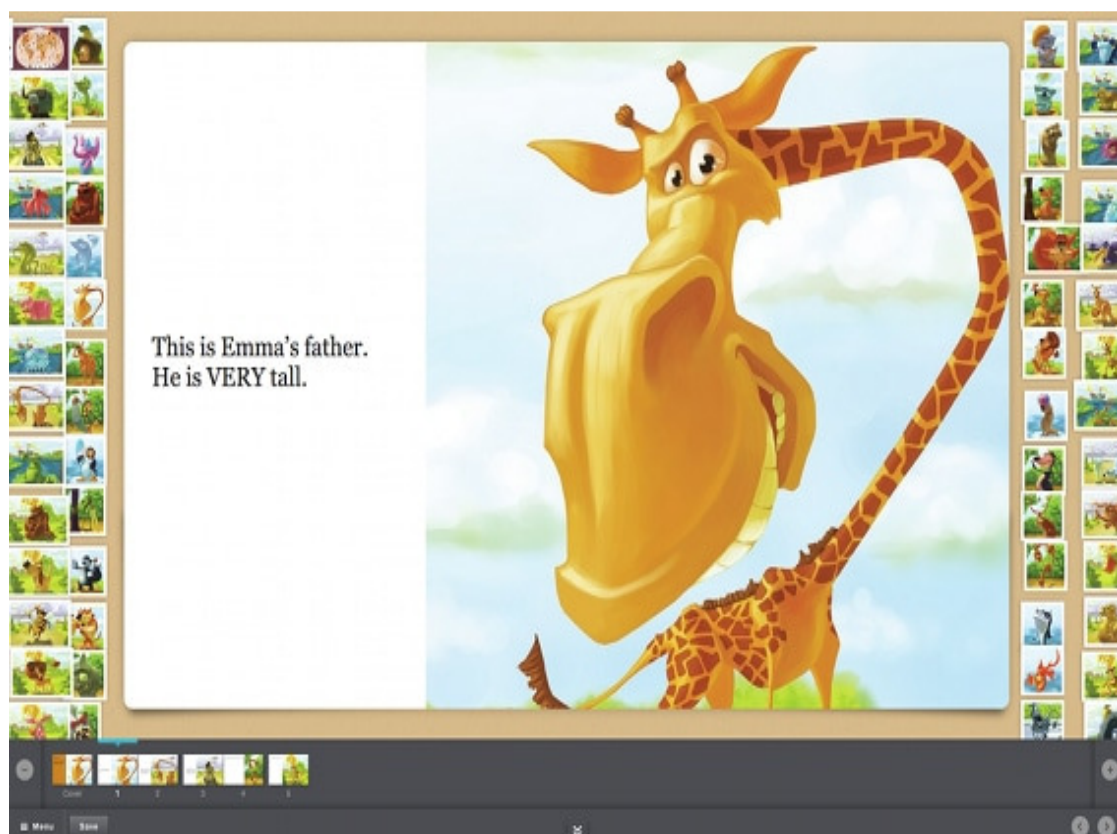 This is Emma's father.
He is VERY tall.
Cover
1
2
3
4
5
Menu
Save